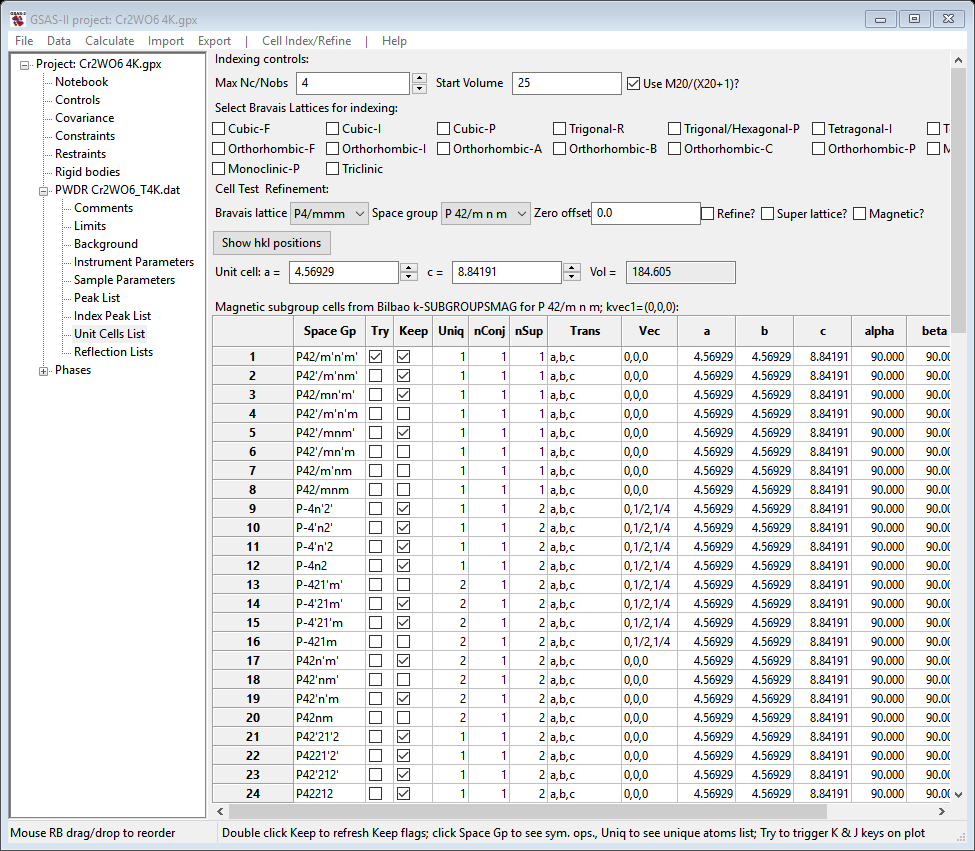 GSAS-II project: Cr2WO6 4K.gpx
File Data Calculate Import Export | Cell Index/Refine | Help
Project: Cr2WO6 4K.gpx
Notebook
Controls
Covariance
Constraints
Restraints
Rigid bodies
PWDR Cr2WO6_T4K.dat
Comments
Limits
Background
Instrument Parameters
Sample Parameters
Peak List
Index Peak List
Unit Cells List
Reflection Lists
Phases
Indexing controls:
Max Nc/Nobs 4 Start Volume 25 Use M20/(X20+1)?
Select Bravais Lattices for indexing:
Cubic-F Cubic-I Cubic-P Trigonal-R Trigonal/Hexagonal-P Tetragonal-I T
Orthorhombic-F Orthorhombic-I Orthorhombic-A Orthorhombic-B Orthorhombic-C Orthorhombic-P M
Monoclinic-P Triclinic
Cell Test Refinement:
Bravais lattice P4/mmm Space group P 42/m n m Zero offset 0.0 Refine? Super lattice? Magnetic?
Show hkl positions
Unit cell: a = 4.56929 c = 8.84191 Vol = 184.605
Magnetic subgroup cells from Bilbao k-SUBGROUPSMAG for P 42/m n m; kvec1=(0,0,0):
Space Gp Try Keep Uniq nConj nSup Trans Vec a b c alpha beta
1 P42/m'n'm' 1 1 1 a,b,c 0,0,0 4.56929 4.56929 8.84191 90.000 90.00
2 P42'/m'nm' 1 1 1 a,b,c 0,0,0 4.56929 4.56929 8.84191 90.000 90.00
3 P42/mn'm' 1 1 1 a,b,c 0,0,0 4.56929 4.56929 8.84191 90.000 90.00
4 P42'/m'n'm 1 1 1 a,b,c 0,0,0 4.56929 4.56929 8.84191 90.000 90.00
5 P42'/mnm' 1 1 1 a,b,c 0,0,0 4.56929 4.56929 8.84191 90.000 90.00
6 P42'/mn'm 1 1 1 a,b,c 0,0,0 4.56929 4.56929 8.84191 90.000 90.00
7 P42/m'nm 1 1 1 a,b,c 0,0,0 4.56929 4.56929 8.84191 90.000 90.00
8 P42/mnm 1 1 1 a,b,c 0,0,0 4.56929 4.56929 8.84191 90.000 90.00
9 P-4n'2' 1 1 2 a,b,c 0,1/2,1/4 4.56929 4.56929 8.84191 90.000 90.00
10 P-4'n2' 1 1 2 a,b,c 0,1/2,1/4 4.56929 4.56929 8.84191 90.000 90.00
11 P-4'n'2 1 1 2 a,b,c 0,1/2,1/4 4.56929 4.56929 8.84191 90.000 90.00
12 P-4n2 1 1 2 a,b,c 0,1/2,1/4 4.56929 4.56929 8.84191 90.000 90.00
13 P-421'm' 2 1 2 a,b,c 0,1/2,1/4 4.56929 4.56929 8.84191 90.000 90.00
14 P-4'21m' 2 1 2 a,b,c 0,1/2,1/4 4.56929 4.56929 8.84191 90.000 90.00
15 P-4'21'm 2 1 2 a,b,c 0,1/2,1/4 4.56929 4.56929 8.84191 90.000 90.00
16 P-421m 2 1 2 a,b,c 0,1/2,1/4 4.56929 4.56929 8.84191 90.000 90.00
17 P42n'm' 2 1 2 a,b,c 0,0,0 4.56929 4.56929 8.84191 90.000 90.00
18 P42'nm' 2 1 2 a,b,c 0,0,0 4.56929 4.56929 8.84191 90.000 90.00
19 P42'n'm 2 1 2 a,b,c 0,0,0 4.56929 4.56929 8.84191 90.000 90.00
20 P42nm 2 1 2 a,b,c 0,0,0 4.56929 4.56929 8.84191 90.000 90.00
21 P42'21'2 2 1 2 a,b,c 0,0,0 4.56929 4.56929 8.84191 90.000 90.00
22 P4221'2' 2 1 2 a,b,c 0,0,0 4.56929 4.56929 8.84191 90.000 90.00
23 P42'212' 2 1 2 a,b,c 0,0,0 4.56929 4.56929 8.84191 90.000 90.00
24 P42212 2 1 2 a,b,c 0,0,0 4.56929 4.56929 8.84191 90.000 90.00
Mouse RB drag/drop to reorder Double click Keep to refresh Keep flags; click Space Gp to see sym. ops., Uniq to see unique atoms list; Try to trigger K & J keys on plot